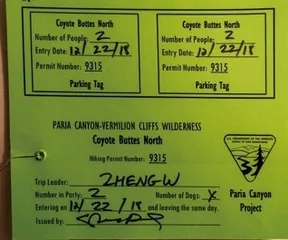 Coyote Buttes North
Number of People: 2
Entry Date: 12/22/18
Permit Number: 9315
Parking Tag
Coyote Buttes North
Number of People: 2
Entry Date: 12/22/18
Permit Number: 9315
Parking Tag
PARIA CANYON-VERMILION CLIFFS WILDERNESS
Coyote Buttes North
Hiking Permit Number: 9315
Trip Leader: ZHENG-W
Number in Party: 2 Number of Dogs: X
Entering on 12/22/18 and leaving the same day.
Issued by:
Paria Canyon
Project